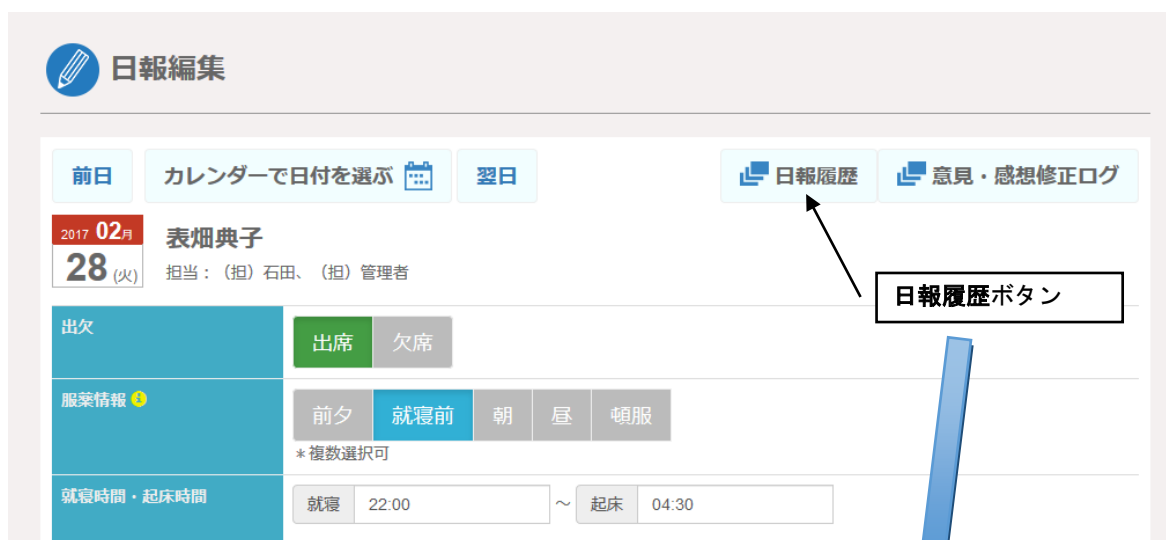 日報編集
前日
カレンダーで日付を選ぶ
翌日
日報履歴
意見・感想修正ログ
2017 02月
28 (火)
表畑典子
担当：（担）石田、（担）管理者
日報履歴ボタン
出欠
出席
欠席
服薬情報
前夕
就寝前
朝
昼
頓服
＊複数選択可
就寝時間・起床時間
就寝 22:00 ～ 起床 04:30